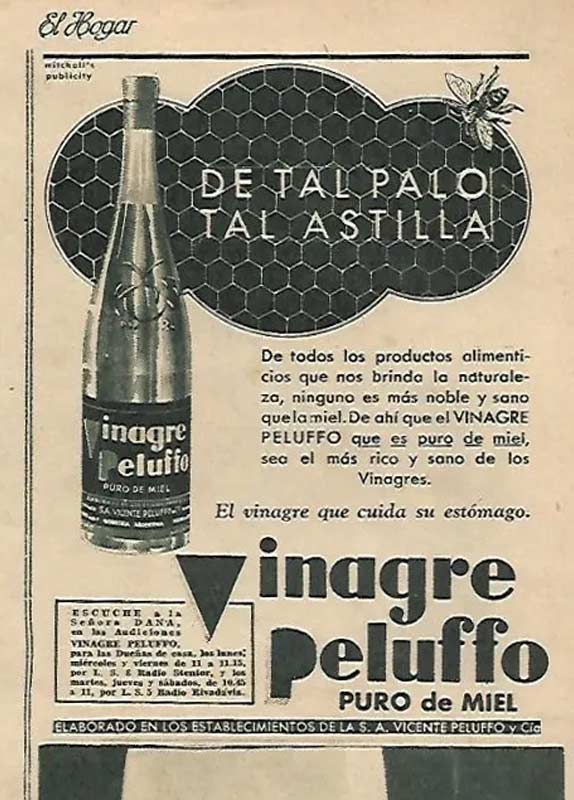 El Hogar
mitchell's
publicity
DE TAL PALO
TAL ASTILLA
De todos los productos alimenti-
cios que nos brinda la naturale-
za, ninguno es más noble y sano
que la miel. De ahí que el VINAGRE
PELUFFO que es puro de miel,
sea el más rico y sano de los
Vinagres.
El vinagre que cuida su estómago.
Vinagre
Peluffo
PURO DE MIEL
S.A. VICENTE PELUFFO
INDUSTRIA ARGENTINA
Vinagre
Peluffo
PURO de MIEL
ESCUCHE a la
Señora DANA,
en las Audiciones
VINAGRE PELUFFO,
para las Dueñas de casa, los lunes,
miércoles y viernes de 11 a 11.15,
por L. S. 8 Radio Stentor, y los
martes, jueves y sábados, de 10.45
a 11, por L. S. 5 Radio Rivadavia.
ELABORADO EN LOS ESTABLECIMIENTOS DE LA S. A. VICENTE PELUFFO y Cía